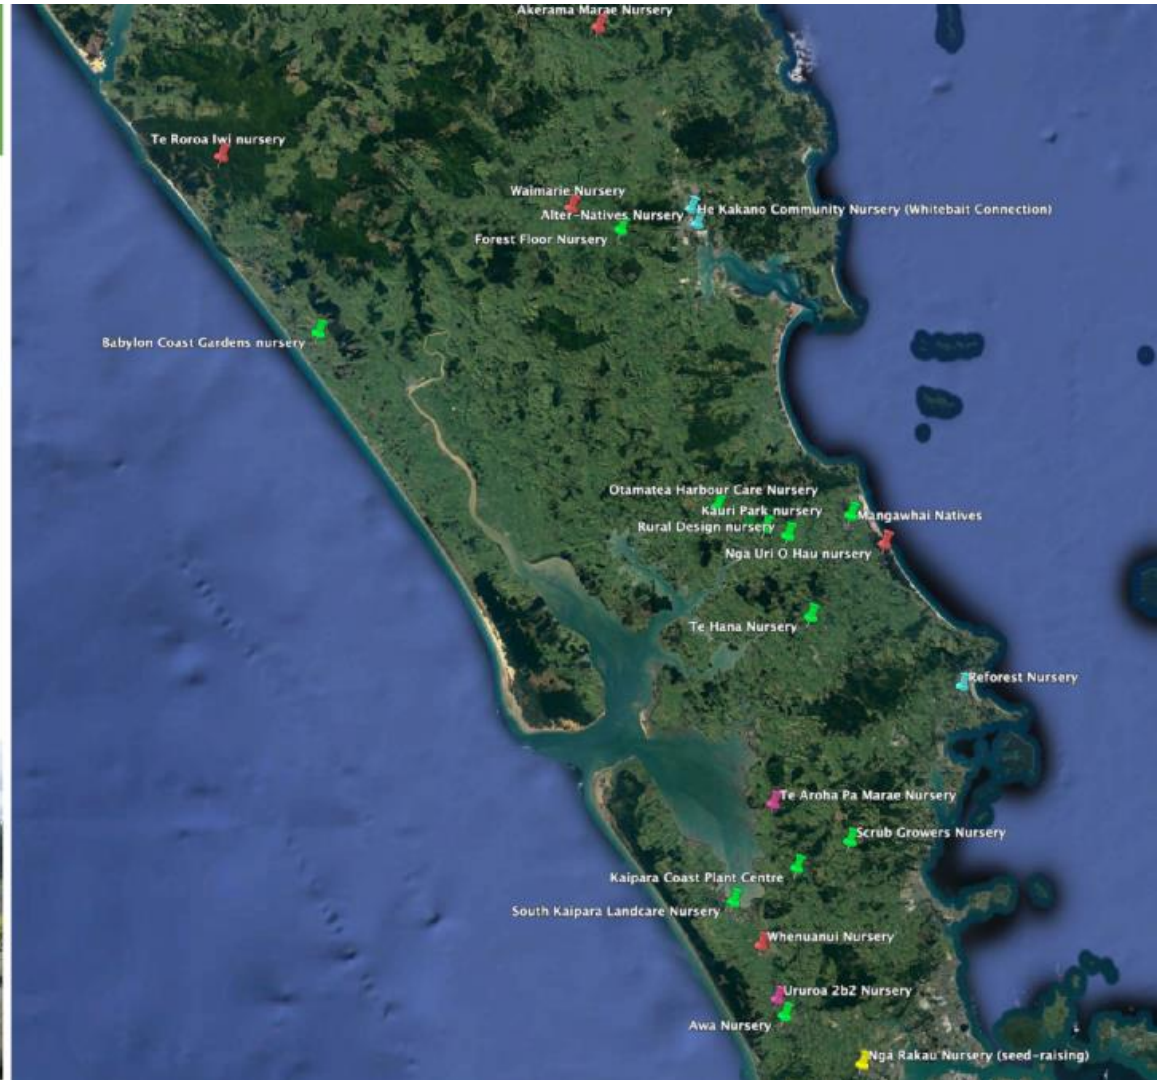 Akerama Marae Nursery
Te Roroa Iwi nursery
Waimarie Nursery
He Kakano Community Nursery (Whitebait Connection)
Alter-Natives Nursery
Forest Floor Nursery
Babylon Coast Gardens nursery
Otamatea Harbour Care Nursery
Kauri Park nursery
Mangawhai Natives
Rural Design nursery
Nga Uri O Hau nursery
Te Hana Nursery
Reforest Nursery
Te Aroha Pa Marae Nursery
Scrub Growers Nursery
Kaipara Coast Plant Centre
South Kaipara Landcare Nursery
Whenuanui Nursery
Ururoa 2b2 Nursery
Awa Nursery
Nga Rakau Nursery (seed-raising)